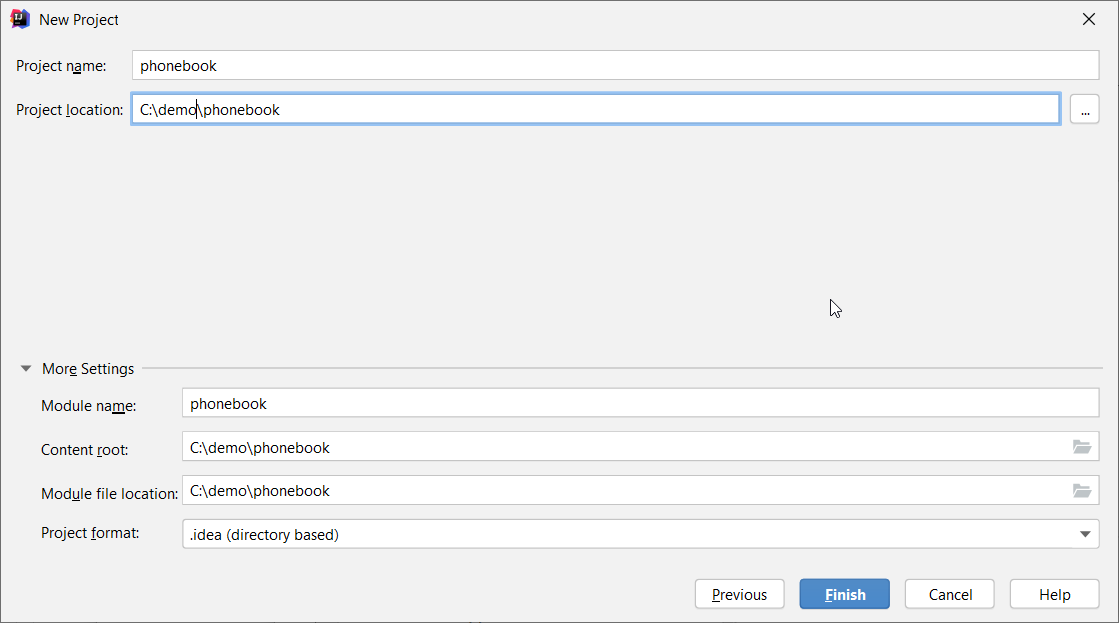 New Project
Project name: phonebook
Project location: C:\demo\phonebook ...
More Settings
Module name: phonebook
Content root: C:\demo\phonebook
Module file location: C:\demo\phonebook
Project format: .idea (directory based)
Previous Finish Cancel Help